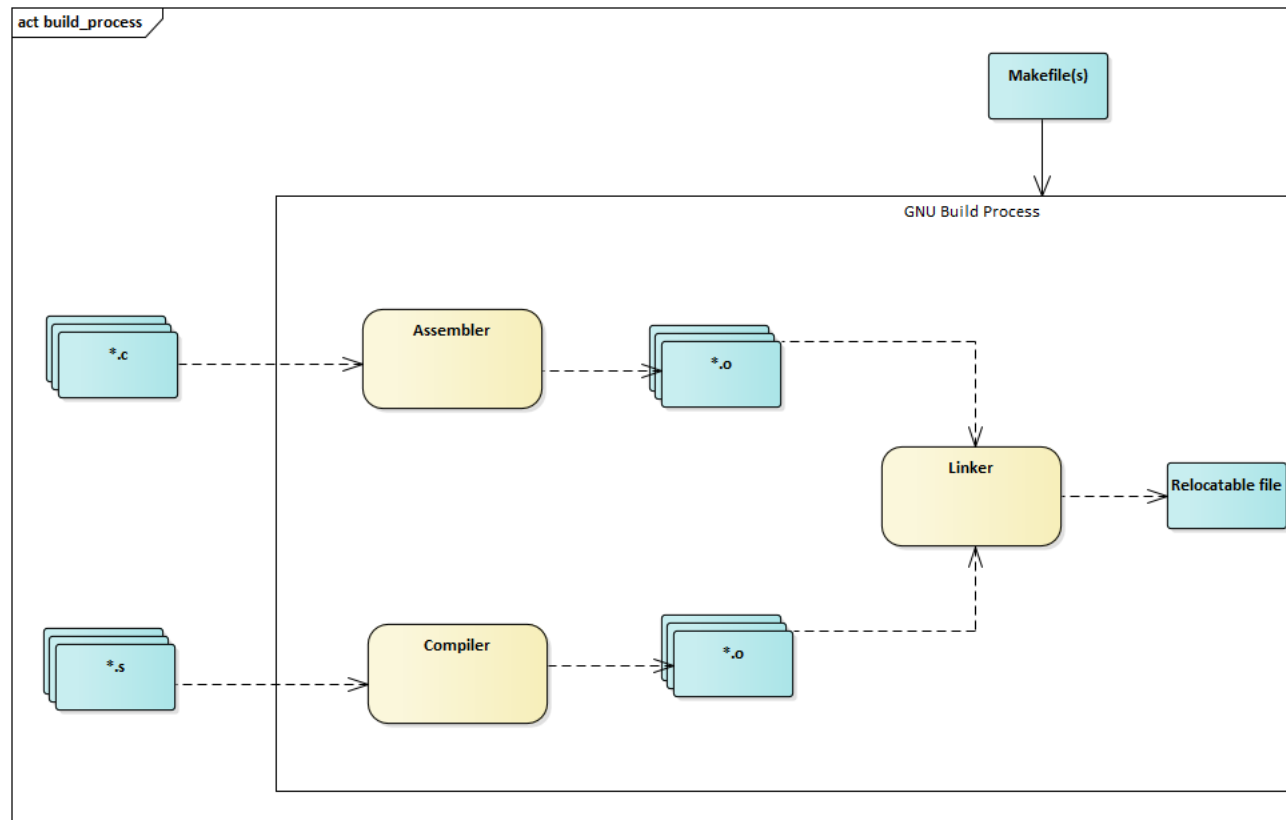 act build_process
Makefile(s)
GNU Build Process
*.c
Assembler
*.o
Linker
Relocatable file
*.s
Compiler
*.o